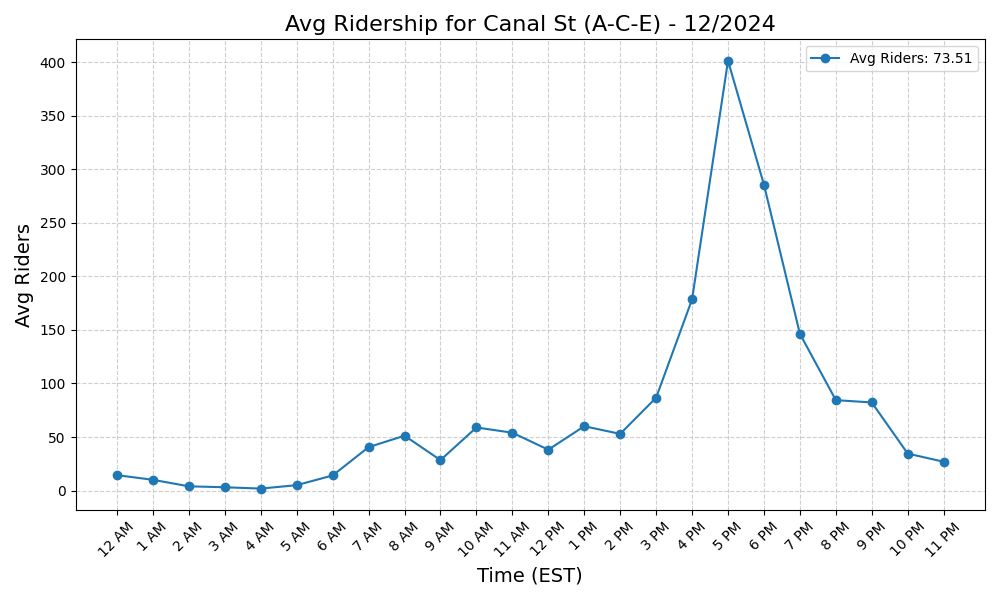 Avg Ridership for Canal St (A-C-E) - 12/2024
Avg Riders: 73.51
Avg Riders
400
350
300
250
200
150
100
50
0
12 AM
1 AM
2 AM
3 AM
4 AM
5 AM
6 AM
7 AM
8 AM
9 AM
10 AM
11 AM
12 PM
1 PM
2 PM
3 PM
4 PM
5 PM
6 PM
7 PM
8 PM
9 PM
10 PM
11 PM
Time (EST)